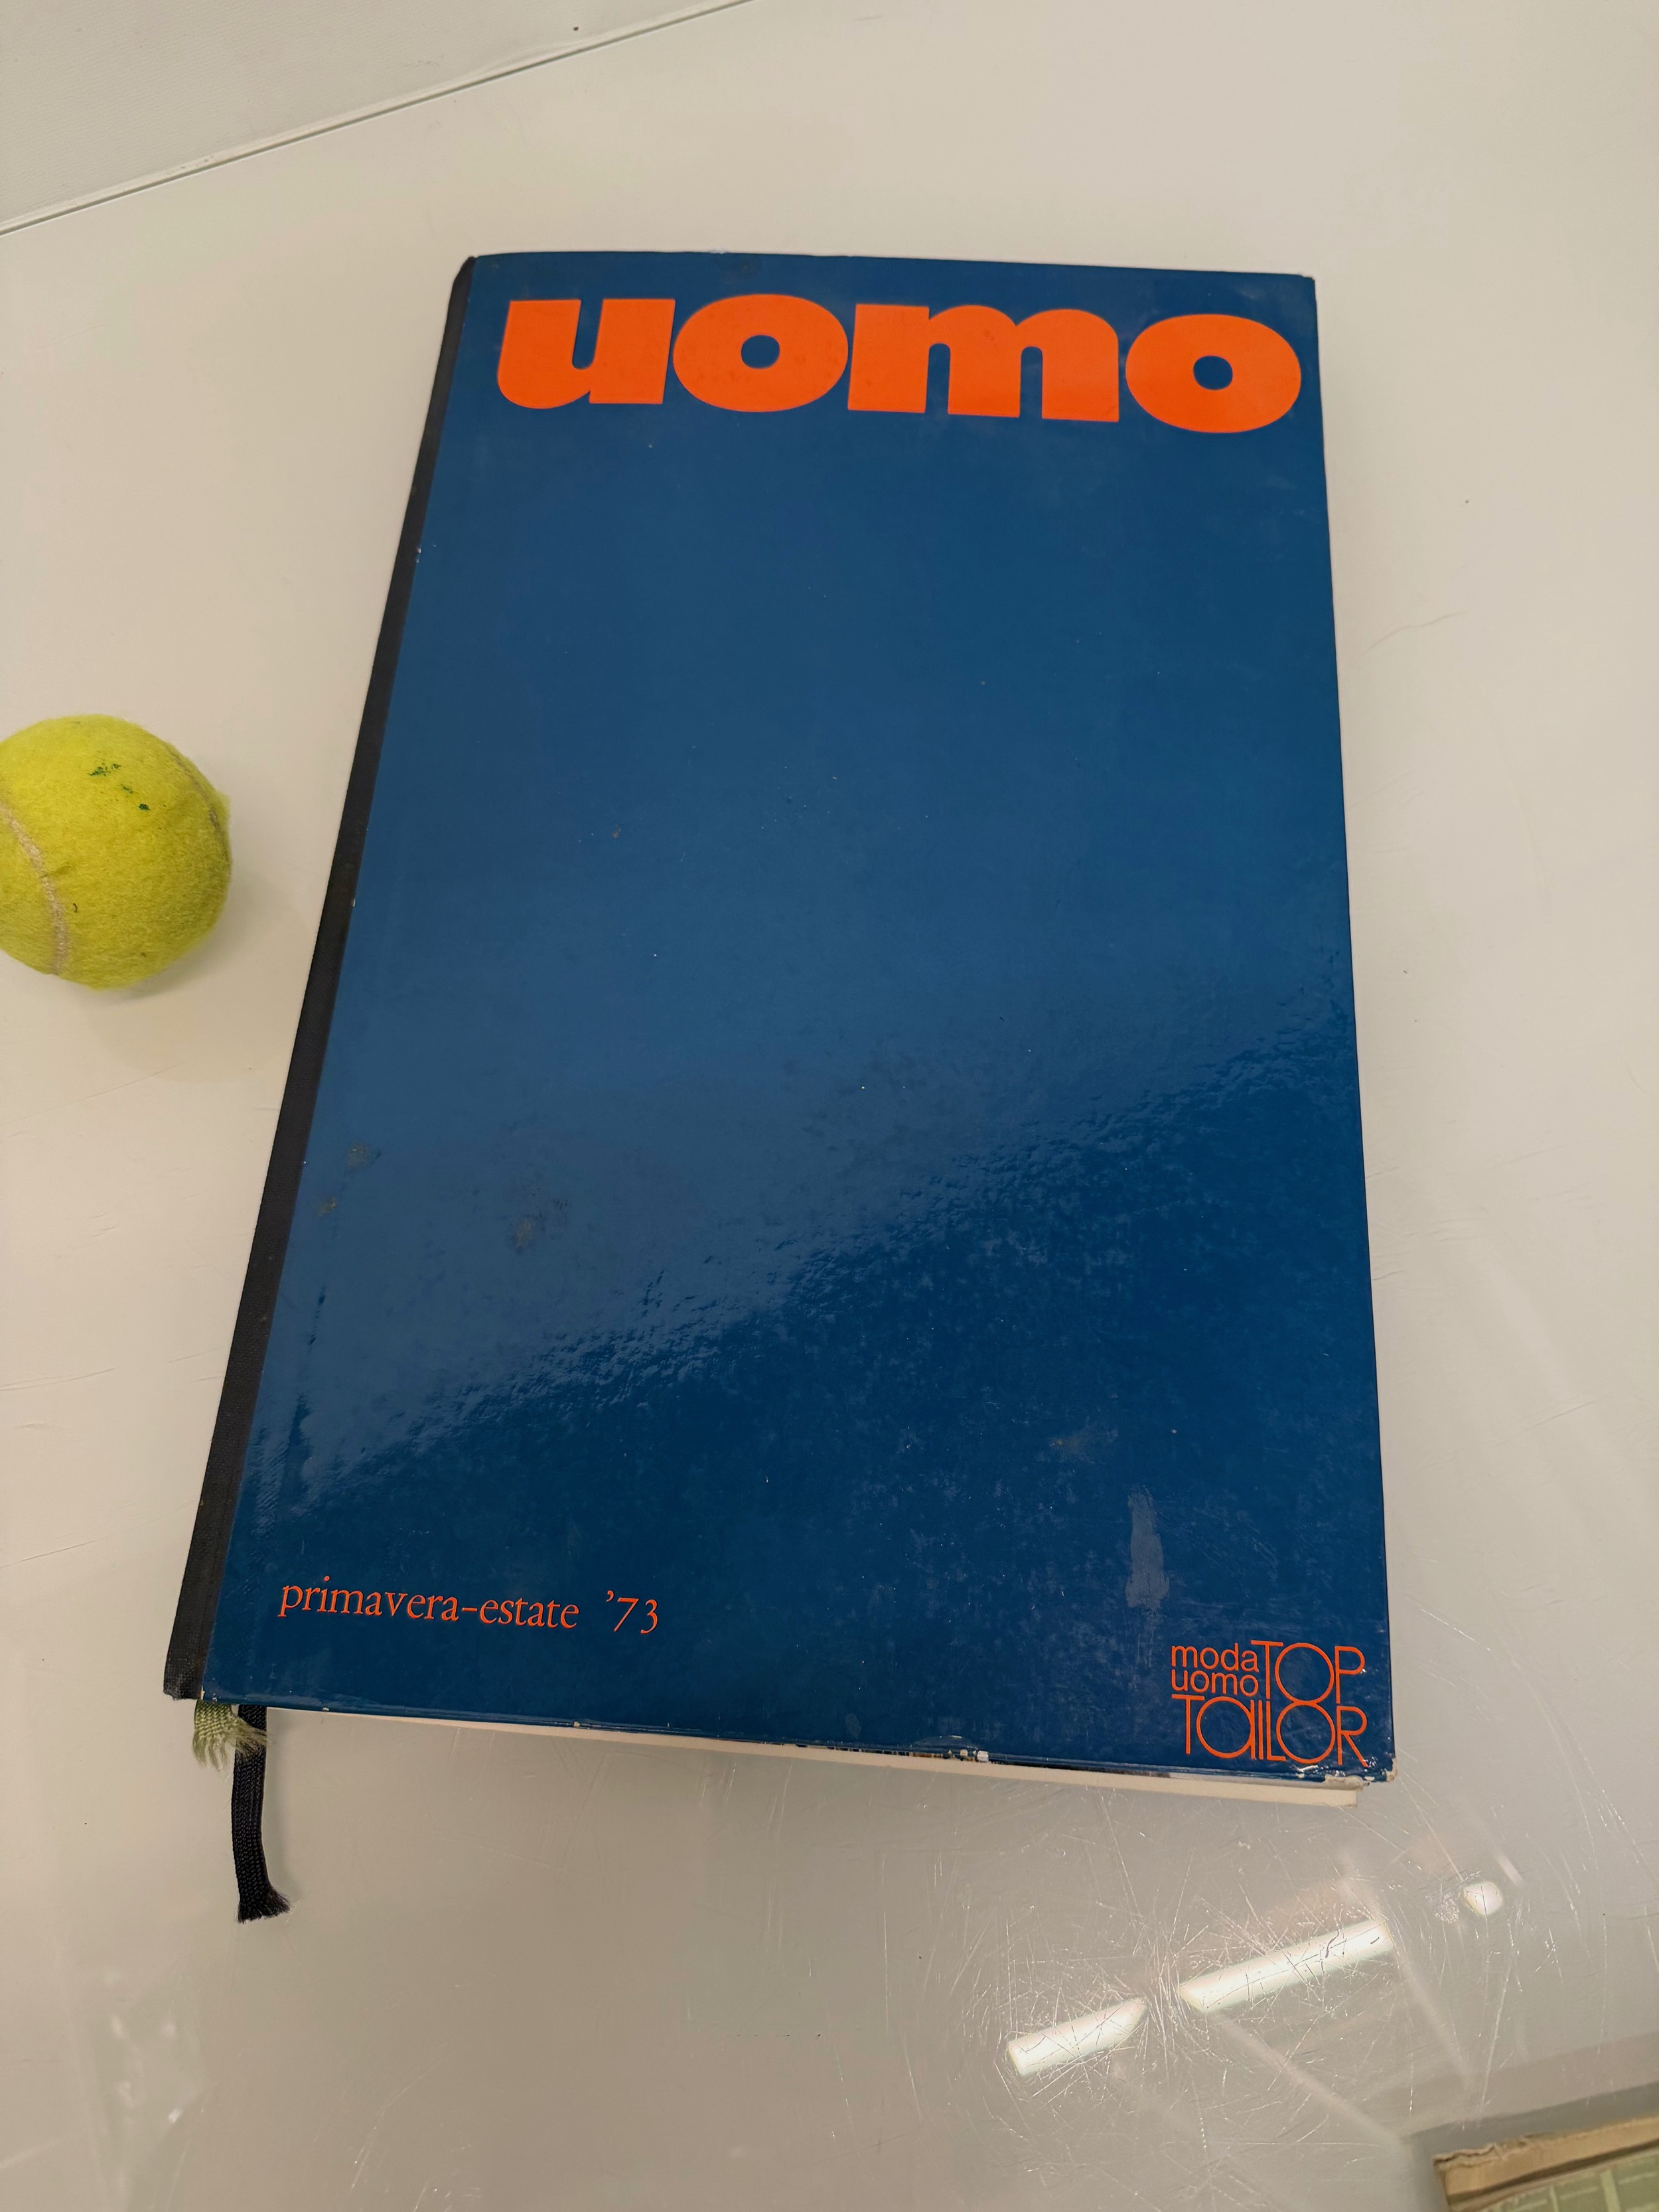 uomo
primavera-estate '73
moda TOP
uomo
TaiLOR